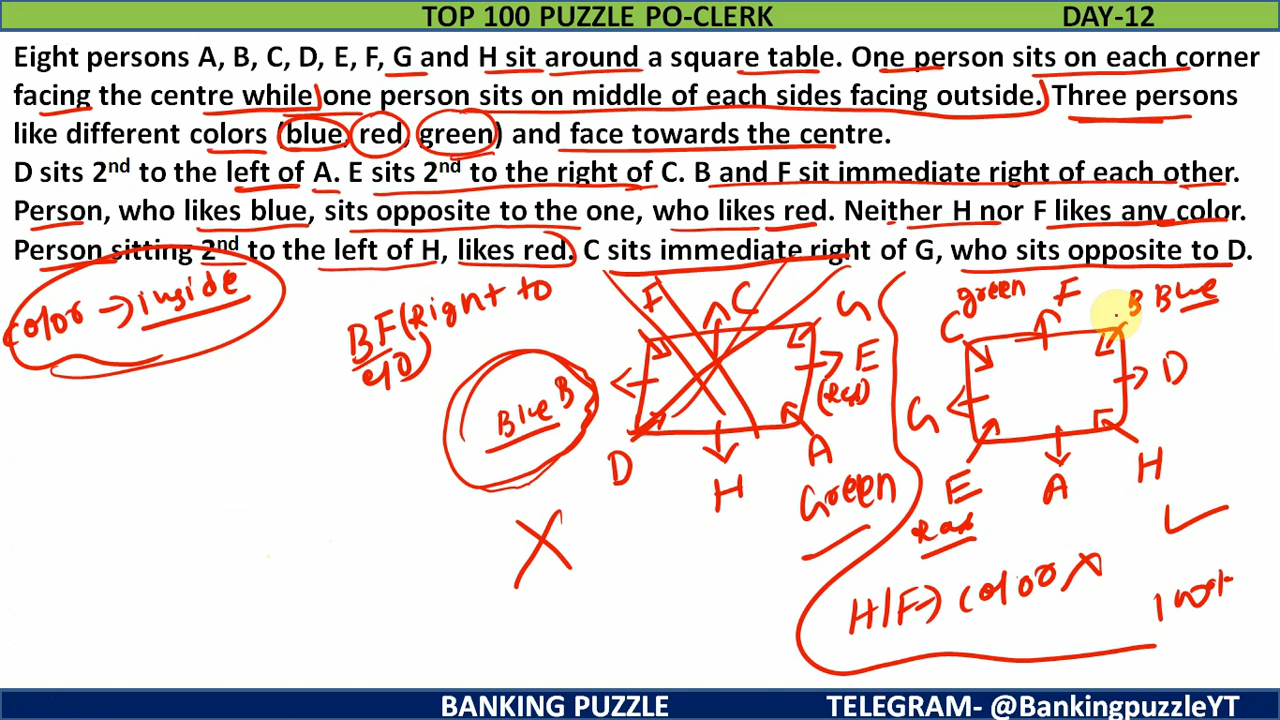 TOP 100 PUZZLE PO-CLERK DAY-12
Eight persons A, B, C, D, E, F, G and H sit around a square table. One person sits on each corner
facing the centre while one person sits on middle of each sides facing outside. Three persons
like different colors (blue, red, green) and face towards the centre.
D sits 2nd to the left of A. E sits 2nd to the right of C. B and F sit immediate right of each other.
Person, who likes blue, sits opposite to the one, who likes red. Neither H nor F likes any color.
Person sitting 2nd to the left of H, likes red. C sits immediate right of G, who sits opposite to D.
color → inside
BF (Right to
Blue B
F C G
E
(Red)
D H A
Green
X
green F B Blue
C
D
G
E A H
H/F → color X
BANKING PUZZLE TELEGRAM- @BankingpuzzleYT